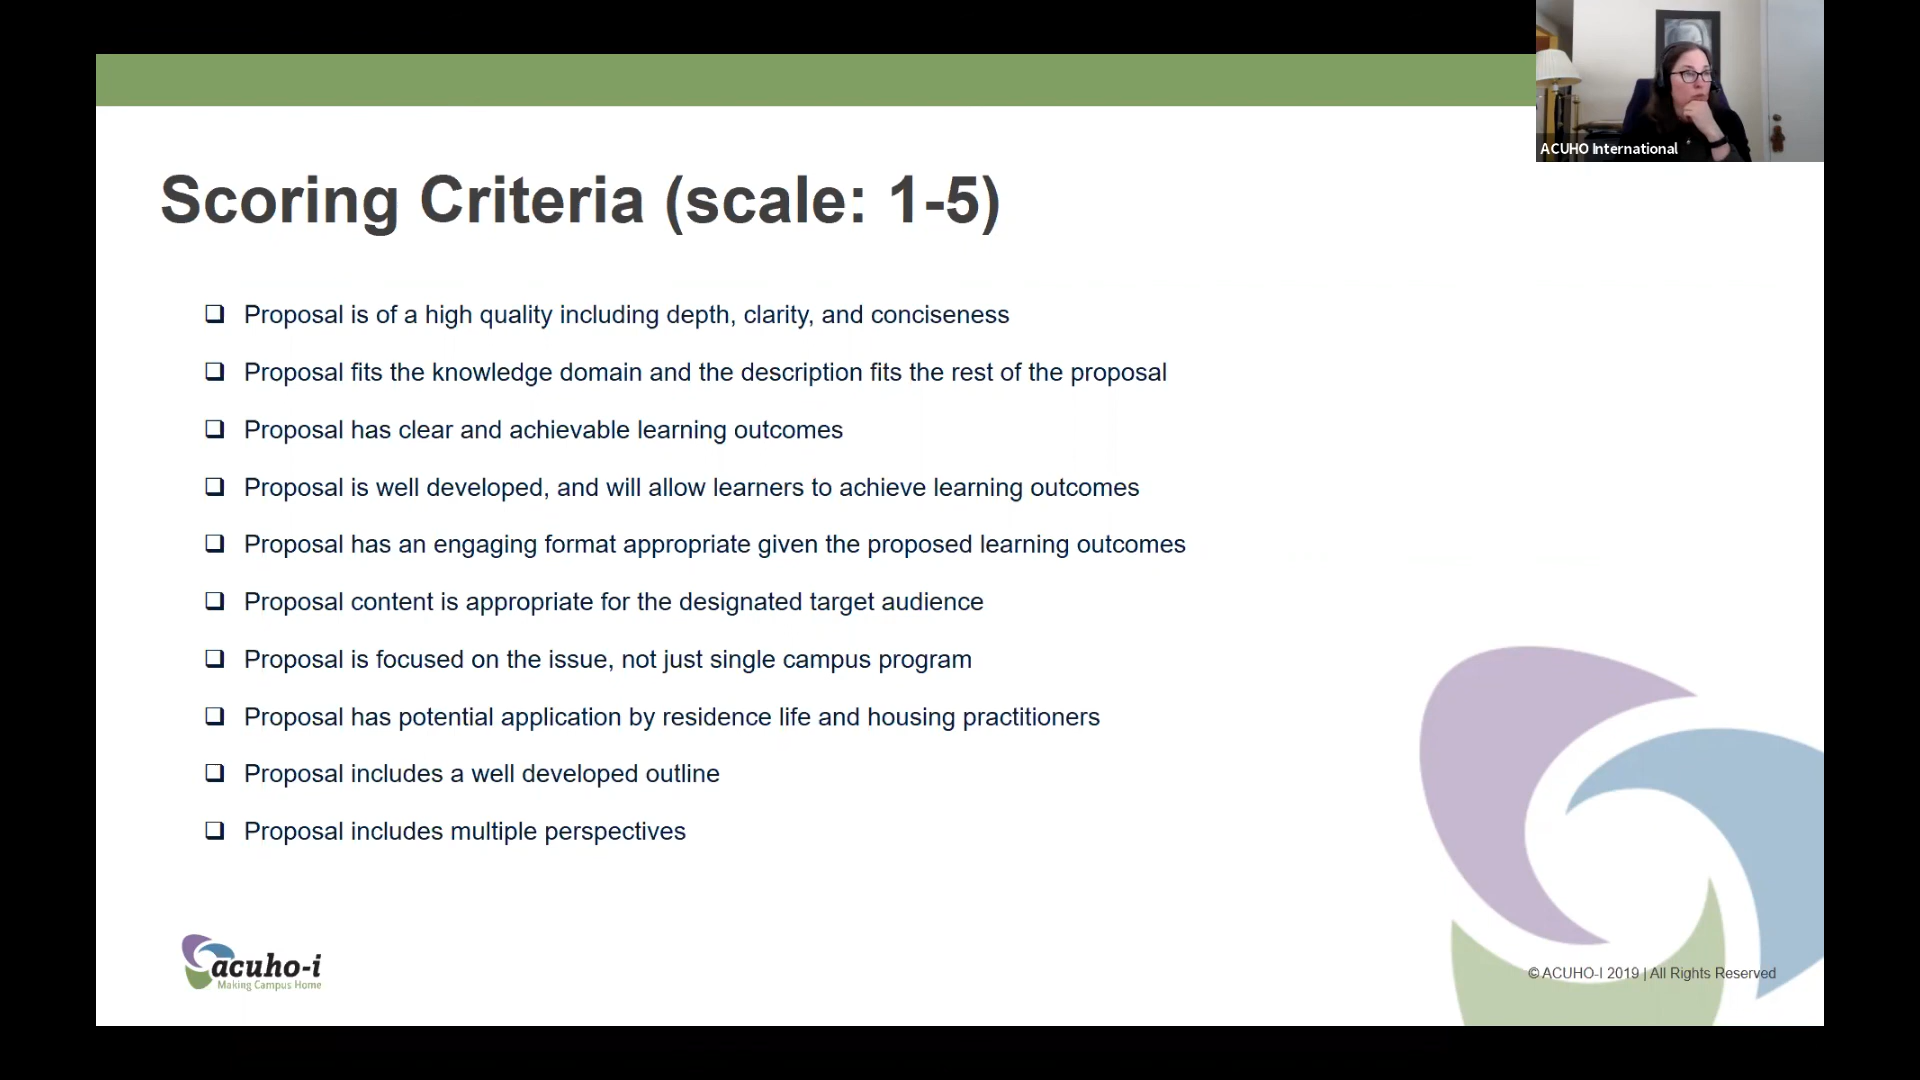 ACUHO International
Scoring Criteria (scale: 1-5)
❑ Proposal is of a high quality including depth, clarity, and conciseness
❑ Proposal fits the knowledge domain and the description fits the rest of the proposal
❑ Proposal has clear and achievable learning outcomes
❑ Proposal is well developed, and will allow learners to achieve learning outcomes
❑ Proposal has an engaging format appropriate given the proposed learning outcomes
❑ Proposal content is appropriate for the designated target audience
❑ Proposal is focused on the issue, not just single campus program
❑ Proposal has potential application by residence life and housing practitioners
❑ Proposal includes a well developed outline
❑ Proposal includes multiple perspectives
acuho-i
Making Campus Home
© ACUHO-I 2019 | All Rights Reserved